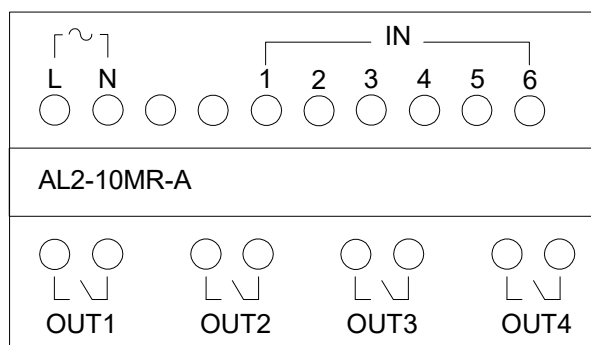 IN
L N 1 2 3 4 5 6
AL2-10MR-A
OUT1 OUT2 OUT3 OUT4